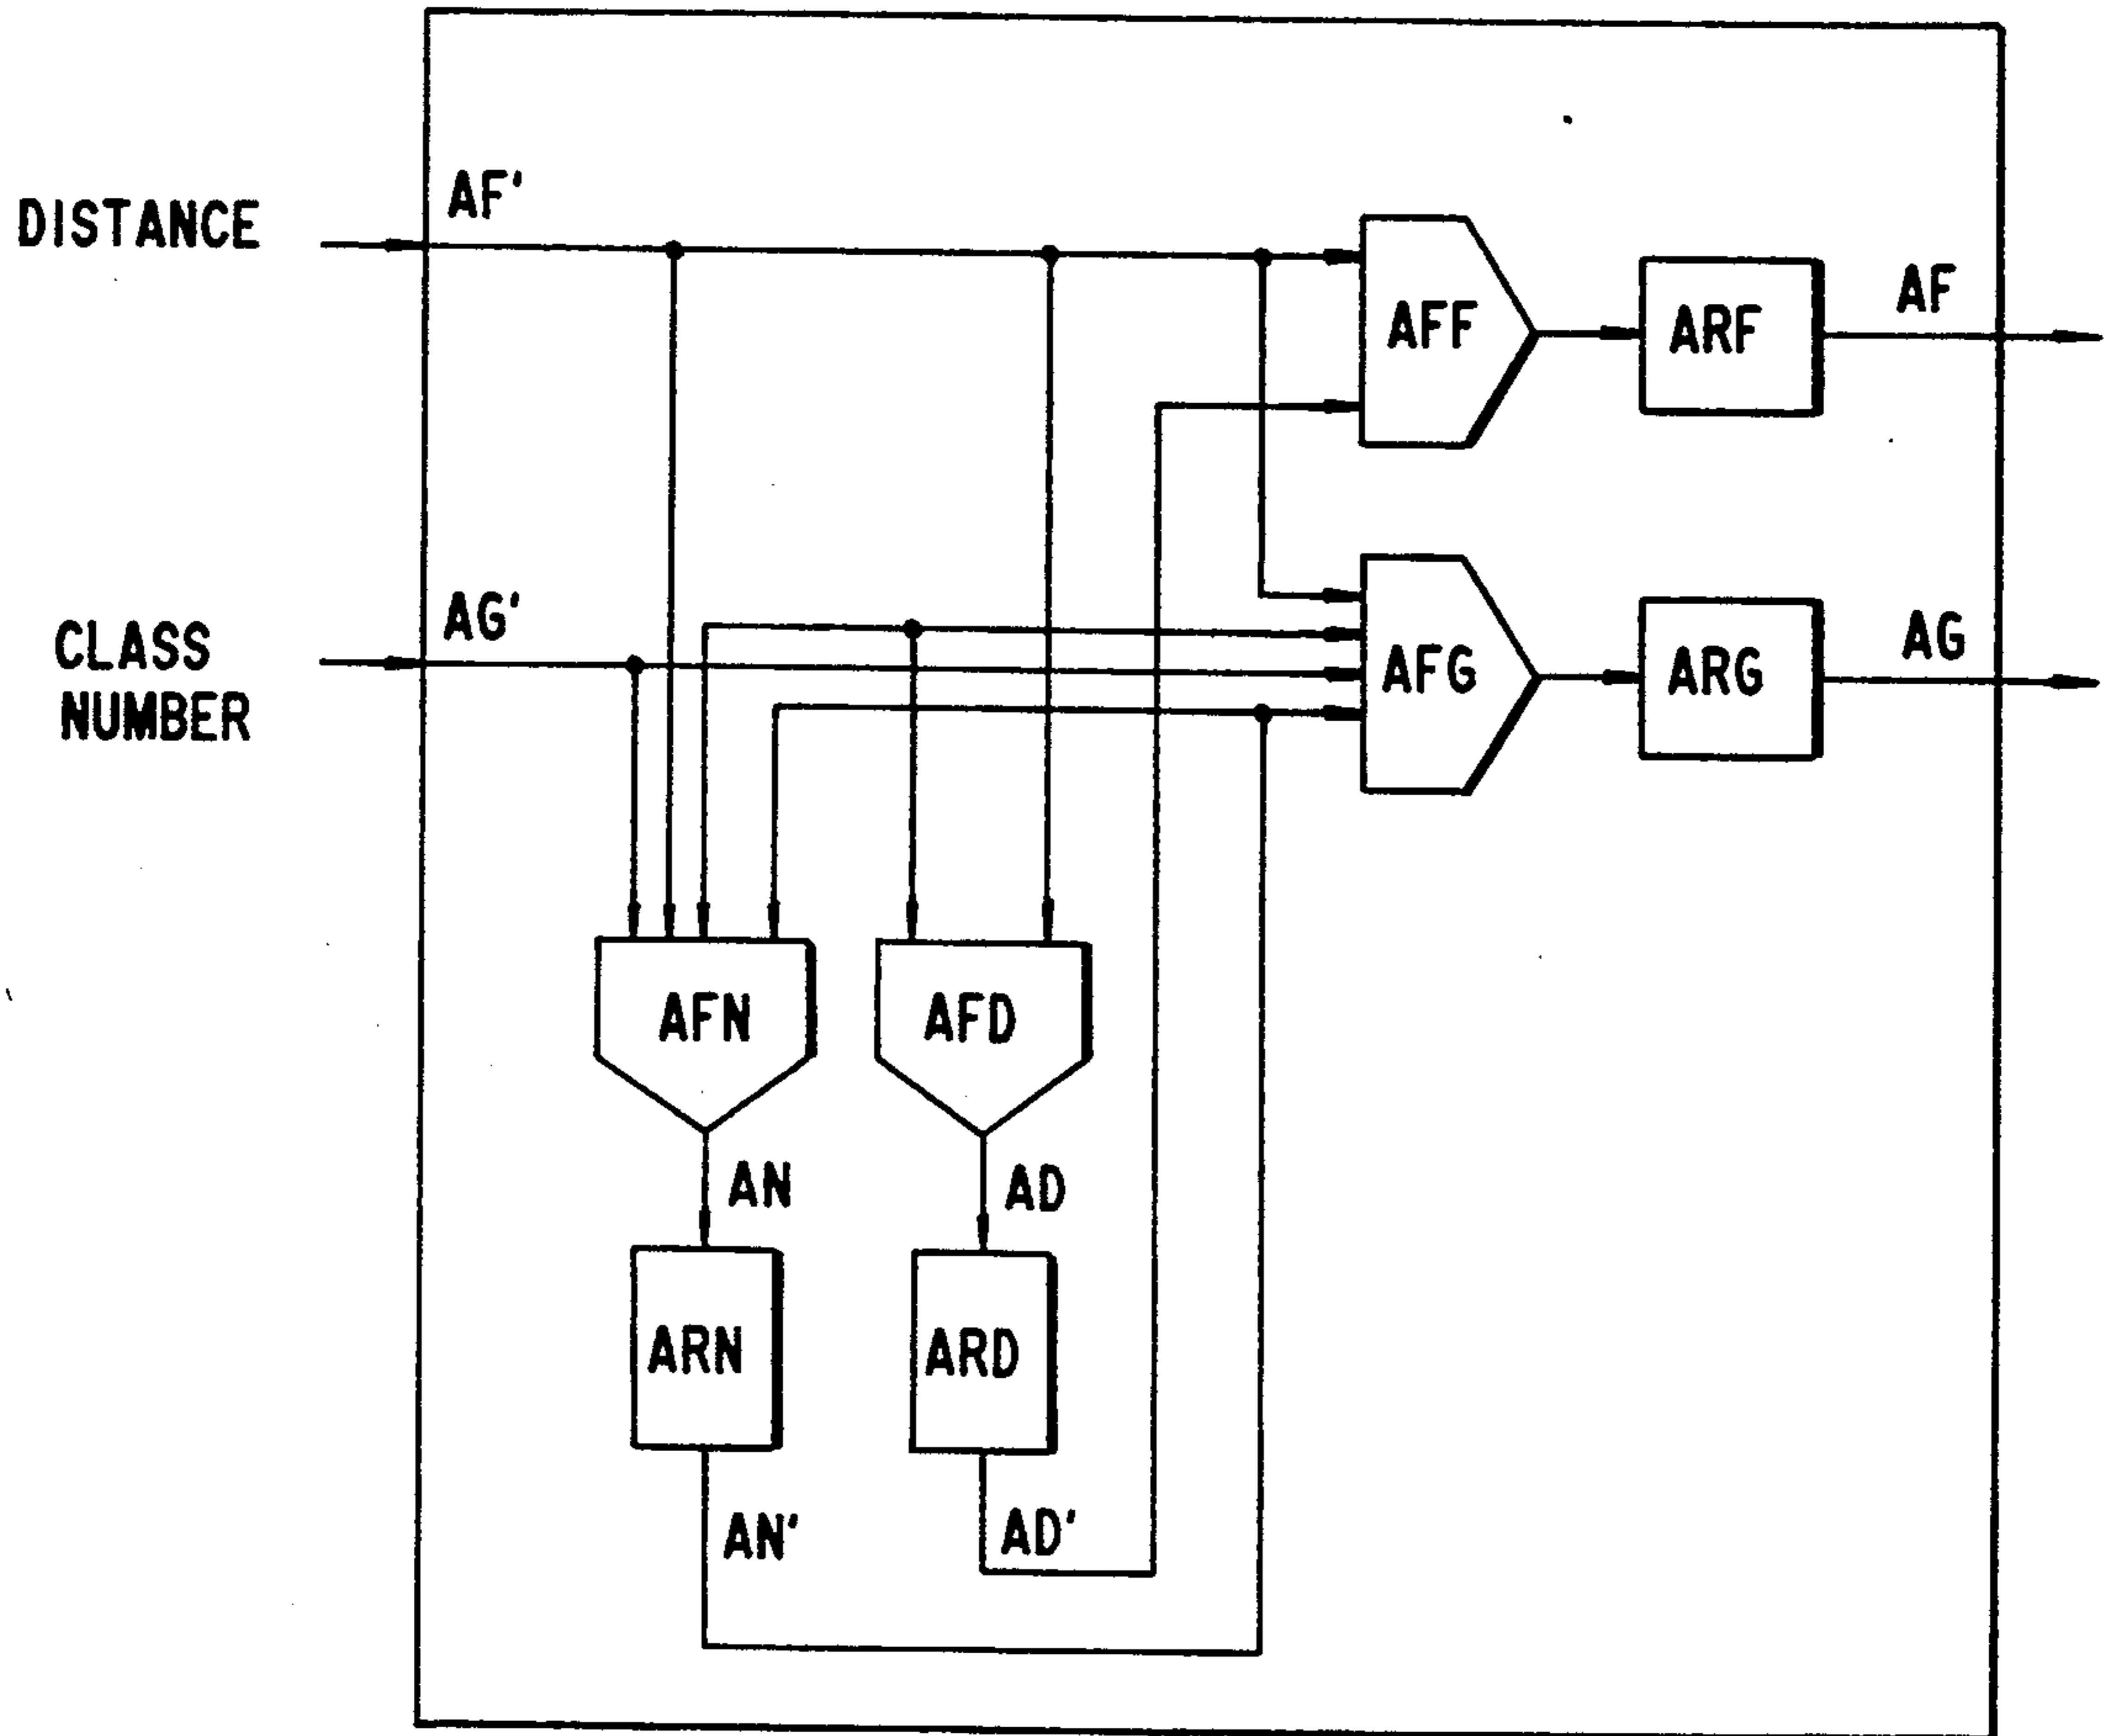 DISTANCE
AF'
AFF
ARF
AF
CLASS
NUMBER
AG'
AFG
ARG
AG
AFN
AFD
AN
AD
ARN
ARD
AN'
AD'